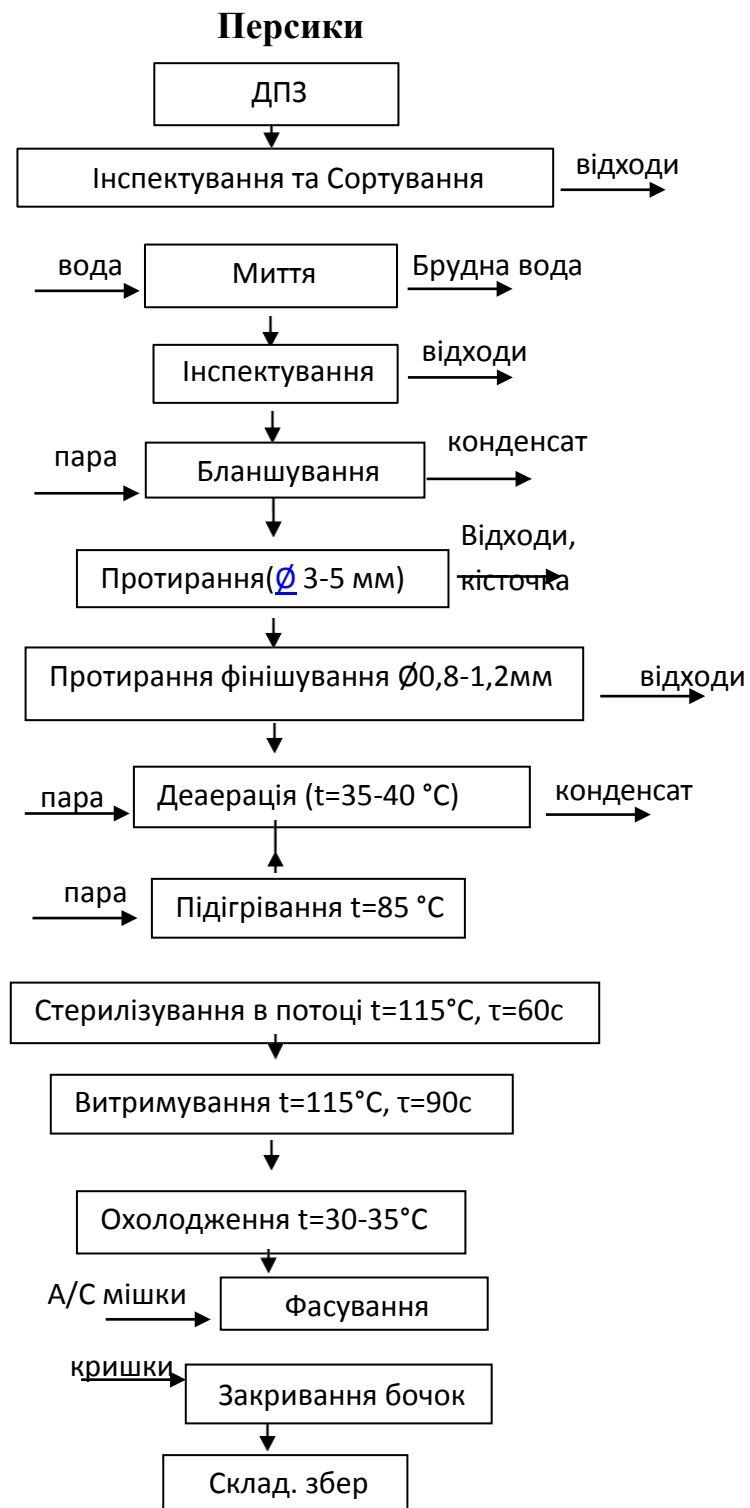 Персики
ДПЗ
Інспектування та Сортування
відходи
вода
Миття
Брудна вода
Інспектування
відходи
пара
Бланшування
конденсат
Протирання(Ø 3-5 мм)
Відходи,
кісточка
Протирання фінішування Ø0,8-1,2мм
відходи
пара
Деаерація (t=35-40 °C)
конденсат
пара
Підігрівання t=85 °C
Стерилізування в потоці t=115°C, τ=60с
Витримування t=115°C, τ=90с
Охолодження t=30-35°C
А/С мішки
Фасування
кришки
Закривання бочок
Склад. збер